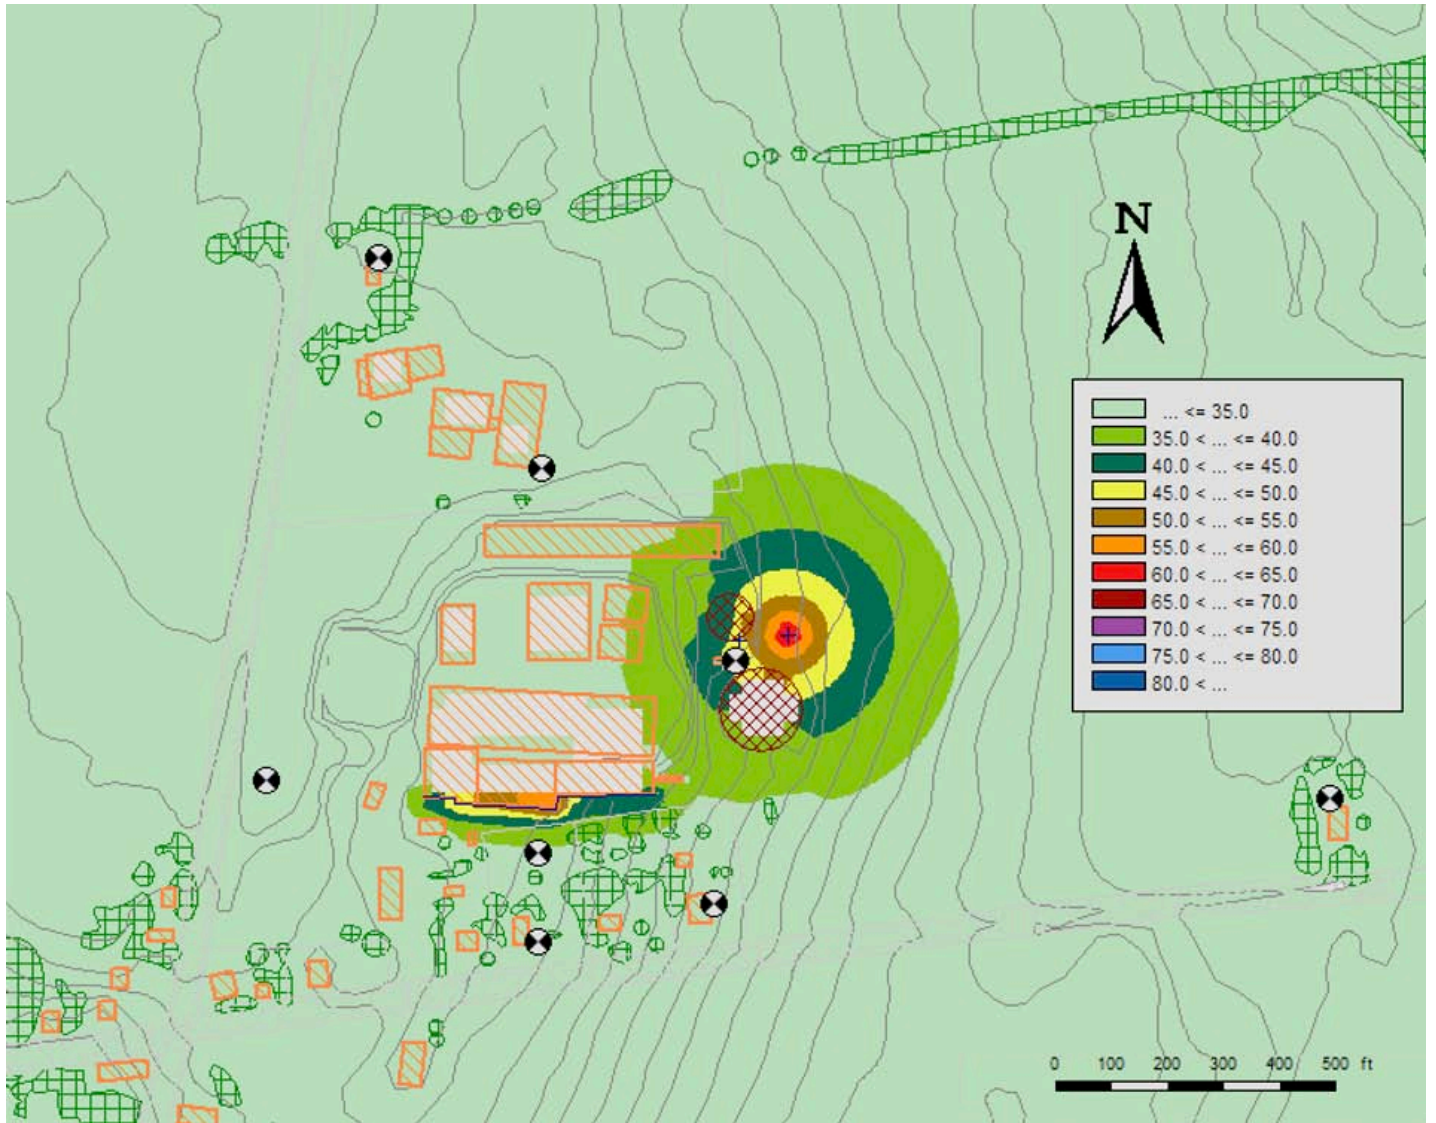 N
... <= 35.0
35.0 < ... <= 40.0
40.0 < ... <= 45.0
45.0 < ... <= 50.0
50.0 < ... <= 55.0
55.0 < ... <= 60.0
60.0 < ... <= 65.0
65.0 < ... <= 70.0
70.0 < ... <= 75.0
75.0 < ... <= 80.0
80.0 < ...
0 100 200 300 400 500 ft